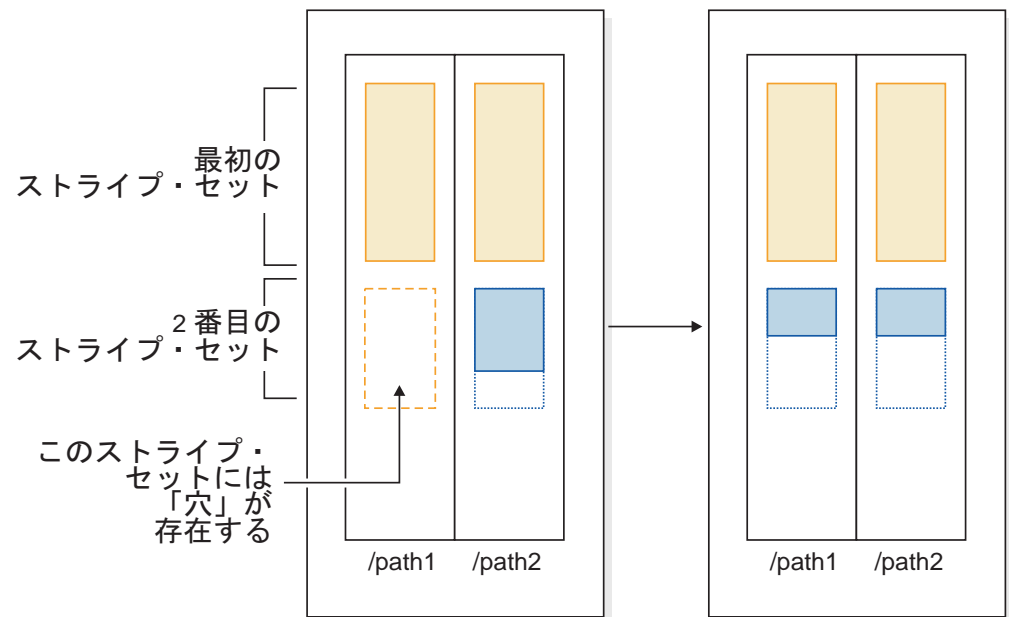 最初の
ストライプ・セット
2 番目の
ストライプ・セット
このストライプ・
セットには
「穴」が
存在する
/path1 /path2
/path1 /path2